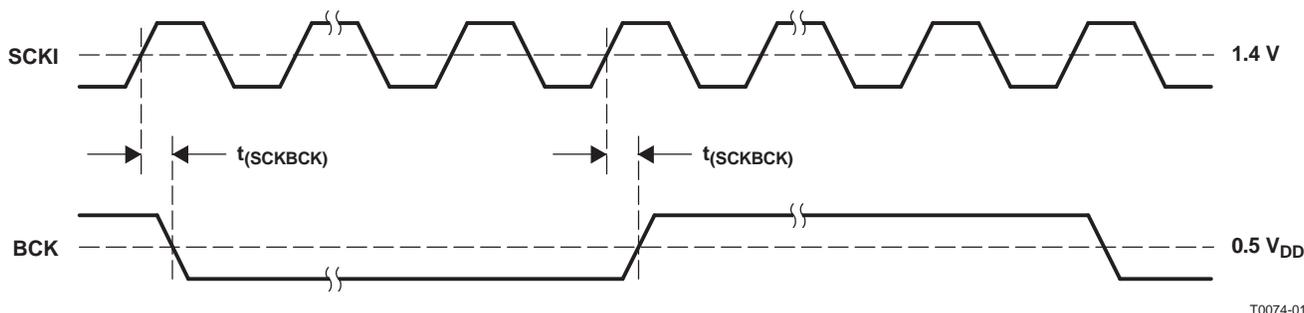 SCKI
1.4 V
t(SCKBCK)
t(SCKBCK)
BCK
0.5 VDD
T0074-01